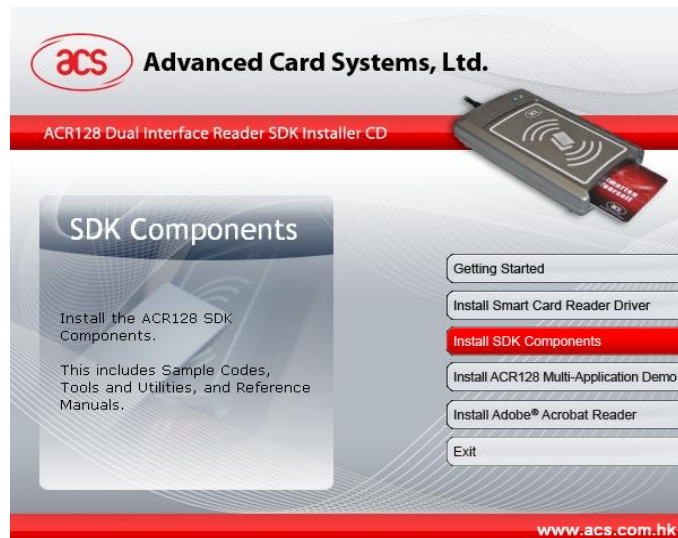 acs
Advanced Card Systems, Ltd.
ACR128 Dual Interface Reader SDK Installer CD
SDK Components
Install the ACR128 SDK
Components.
This includes Sample Codes,
Tools and Utilities, and Reference
Manuals.
Getting Started
Install Smart Card Reader Driver
Install SDK Components
Install ACR128 Multi-Application Demo
Install Adobe® Acrobat Reader
Exit
www.acs.com.hk